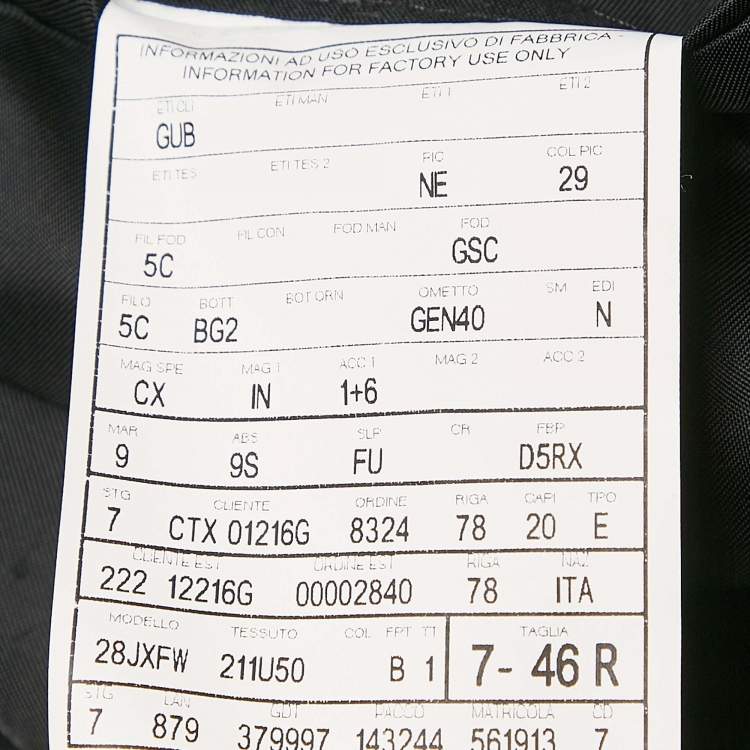 INFORMAZIONI AD USO ESCLUSIVO DI FABBRICA -
INFORMATION FOR FACTORY USE ONLY
ETI CLI ETI MAN ETI 1 ETI 2
GUB
ETI TES ETI TES 2 PIC COL PIC
NE 29
FIL FOD FIL CON FOD MAN FOD
5C GSC
FIL O BOTT BOT ORN OMETTO SM EDI
5C BG2 GEN40 N
MAG SPE MAG 1 ACC 1 MAG 2 ACC 2
CX IN 1+6
MAR ABS SLP CR FBP
9 9S FU D5RX
STG CLIENTE ORDINE RIGA CAPI TPO
7 CTX 01216G 8324 78 20 E
CLIENTE EST ORDINE EST RIGA NAZ
222 12216G 00002840 78 ITA
MODELLO TESSUTO COL FPT TT TAGLIA
28JXFW 211U50 B 1 7- 46 R
STG LAN GDT PACCO MATRICOLA CD
7 879 379997 143244 561913 7